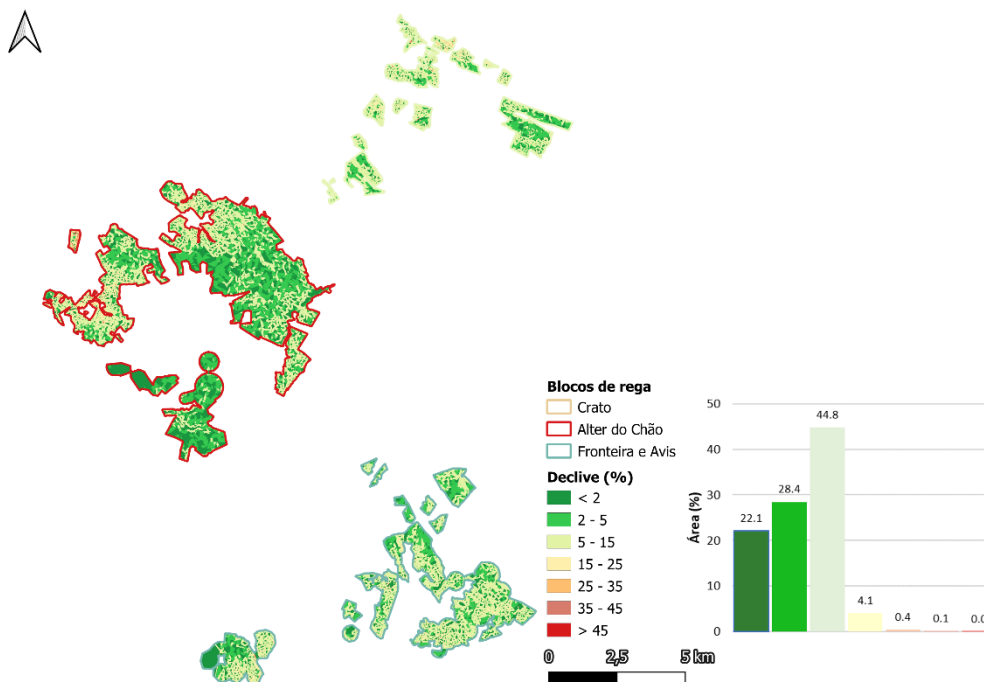 Blocos de rega
Crato
Alter do Chão
Fronteira e Avis
Declive (%)
< 2
2 - 5
5 - 15
15 - 25
25 - 35
35 - 45
> 45
0 2,5 5 km
Área (%)
50
40
30
20
10
0
22.1
28.4
44.8
4.1
0.4
0.1
0.0